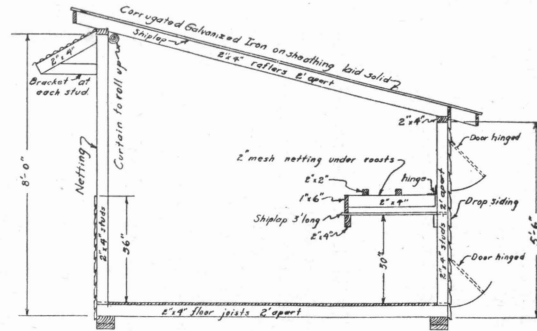 Corrugated Galvanized Iron on sheathing laid solid
Shiplap
2"x4" rafters 2' apart
2"x4"
Bracket at
each stud
Curtain to roll up
Netting
8'-0"
2"x4"
Door hinged
2" mesh netting under roosts
2"x2"
hinge
1"x6"
2"x4"
Shiplap 3' long
2"x4"
2' apart
Drop siding
5'-6"
2"x4" studs
36"
30"
2"x4" studs
Door hinged
2"x4" floor joists 2' apart